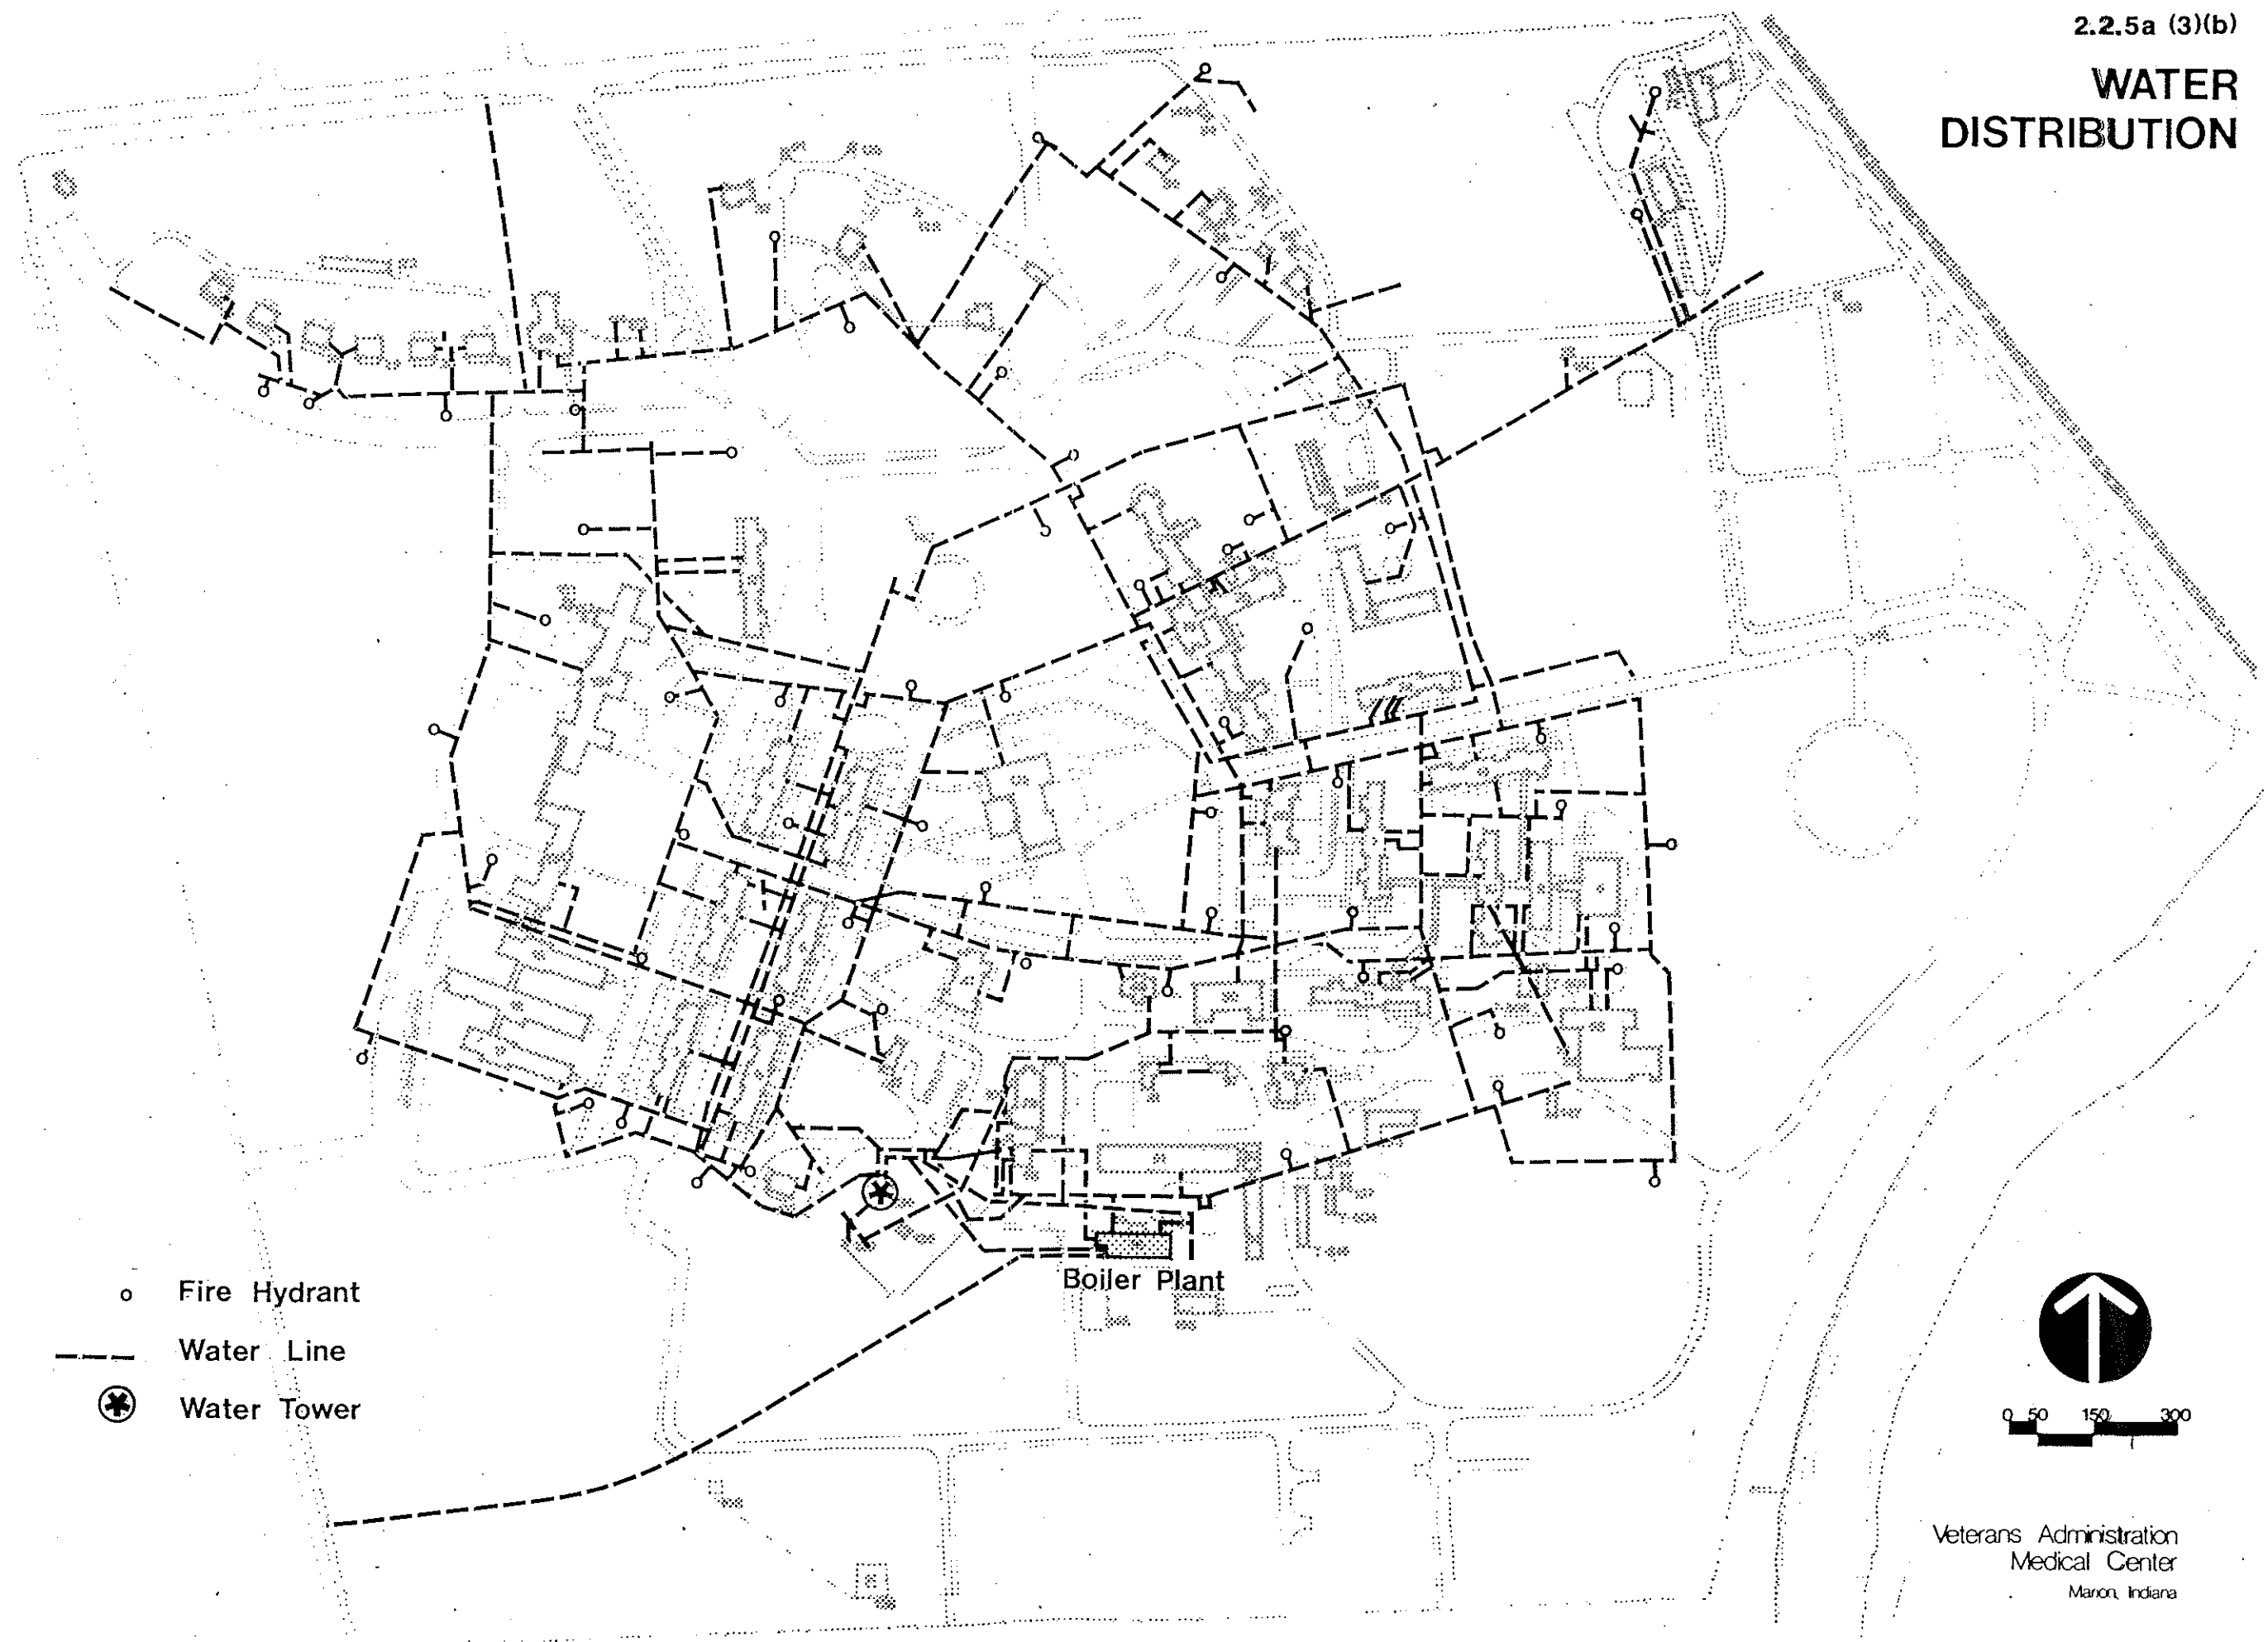 2.2.5a (3)(b)
WATER
DISTRIBUTION
Boiler Plant
Fire Hydrant
Water Line
Water Tower
0 50 150 300
Veterans Administration
Medical Center
Marion, Indiana